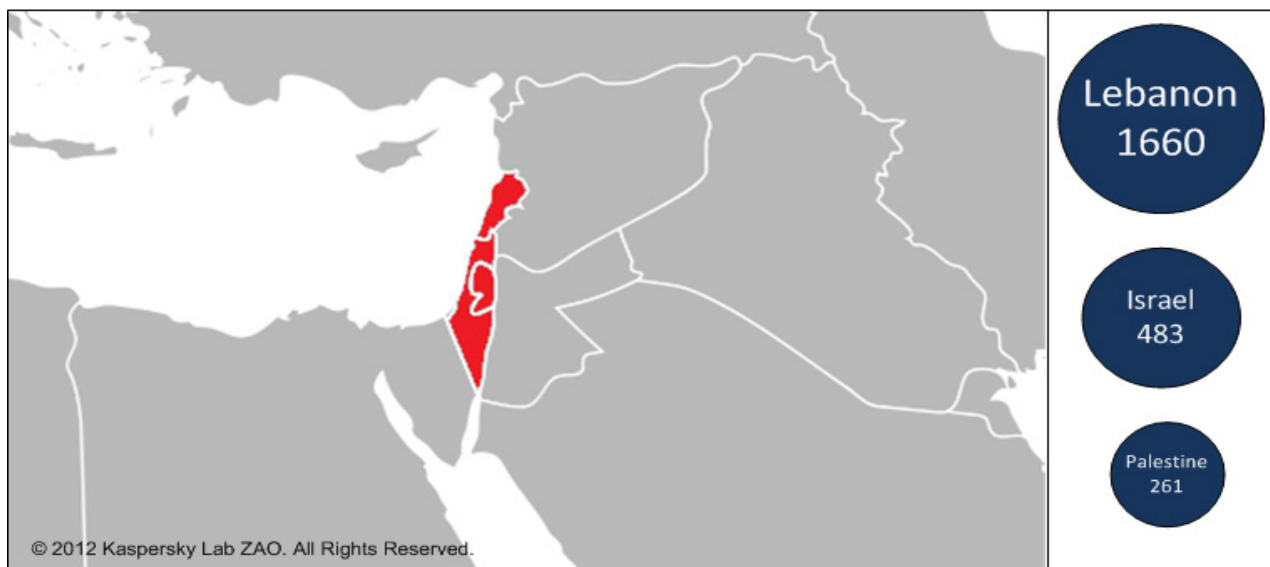 Lebanon
1660
Israel
483
Palestine
261
© 2012 Kaspersky Lab ZAO. All Rights Reserved.